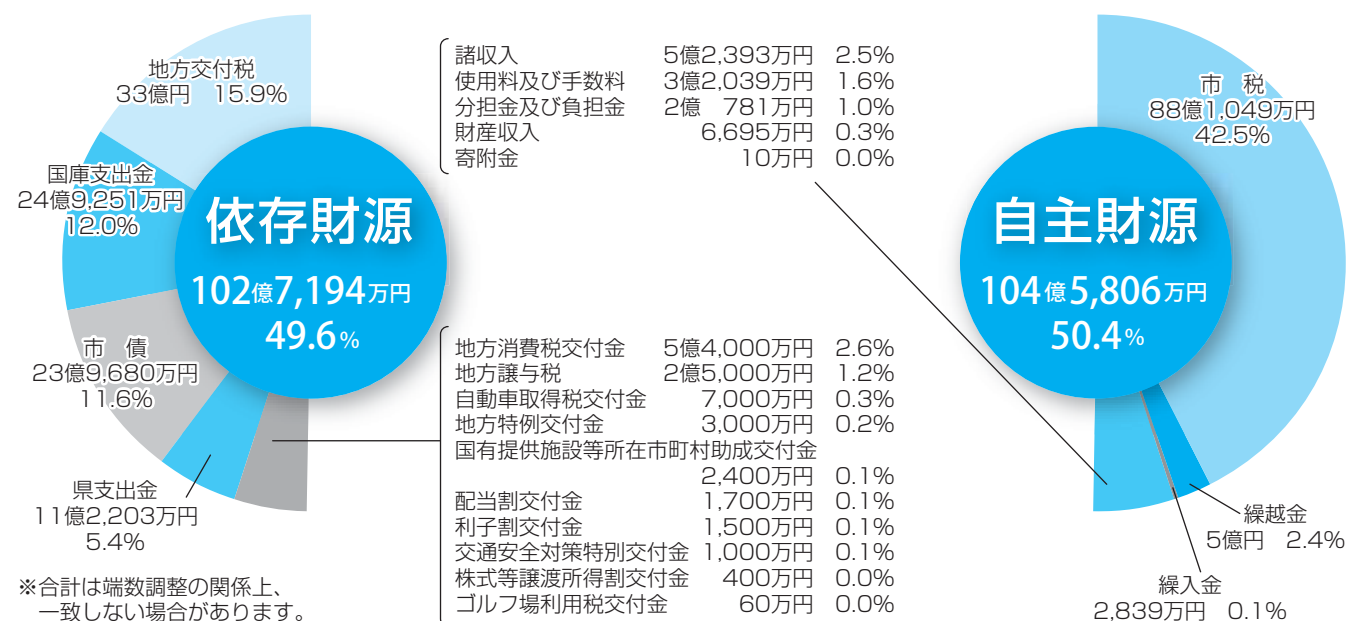 地方交付税
33億円　15.9%
国庫支出金
24億9,251万円
12.0%
市　債
23億9,680万円
11.6%
県支出金
11億2,203万円
5.4%
※合計は端数調整の関係上、
一致しない場合があります。
依存財源
102億7,194万円
49.6%
諸収入　5億2,393万円　2.5%
使用料及び手数料　3億2,039万円　1.6%
分担金及び負担金　2億　781万円　1.0%
財産収入　6,695万円　0.3%
寄附金　10万円　0.0%
地方消費税交付金　5億4,000万円　2.6%
地方譲与税　2億5,000万円　1.2%
自動車取得税交付金　7,000万円　0.3%
地方特例交付金　3,000万円　0.2%
国有提供施設等所在市町村助成交付金
2,400万円　0.1%
配当割交付金　1,700万円　0.1%
利子割交付金　1,500万円　0.1%
交通安全対策特別交付金　1,000万円　0.1%
株式等譲渡所得割交付金　400万円　0.0%
ゴルフ場利用税交付金　60万円　0.0%
市　税
88億1,049万円
42.5%
自主財源
104億5,806万円
50.4%
繰越金
5億円　2.4%
繰入金
2,839万円　0.1%